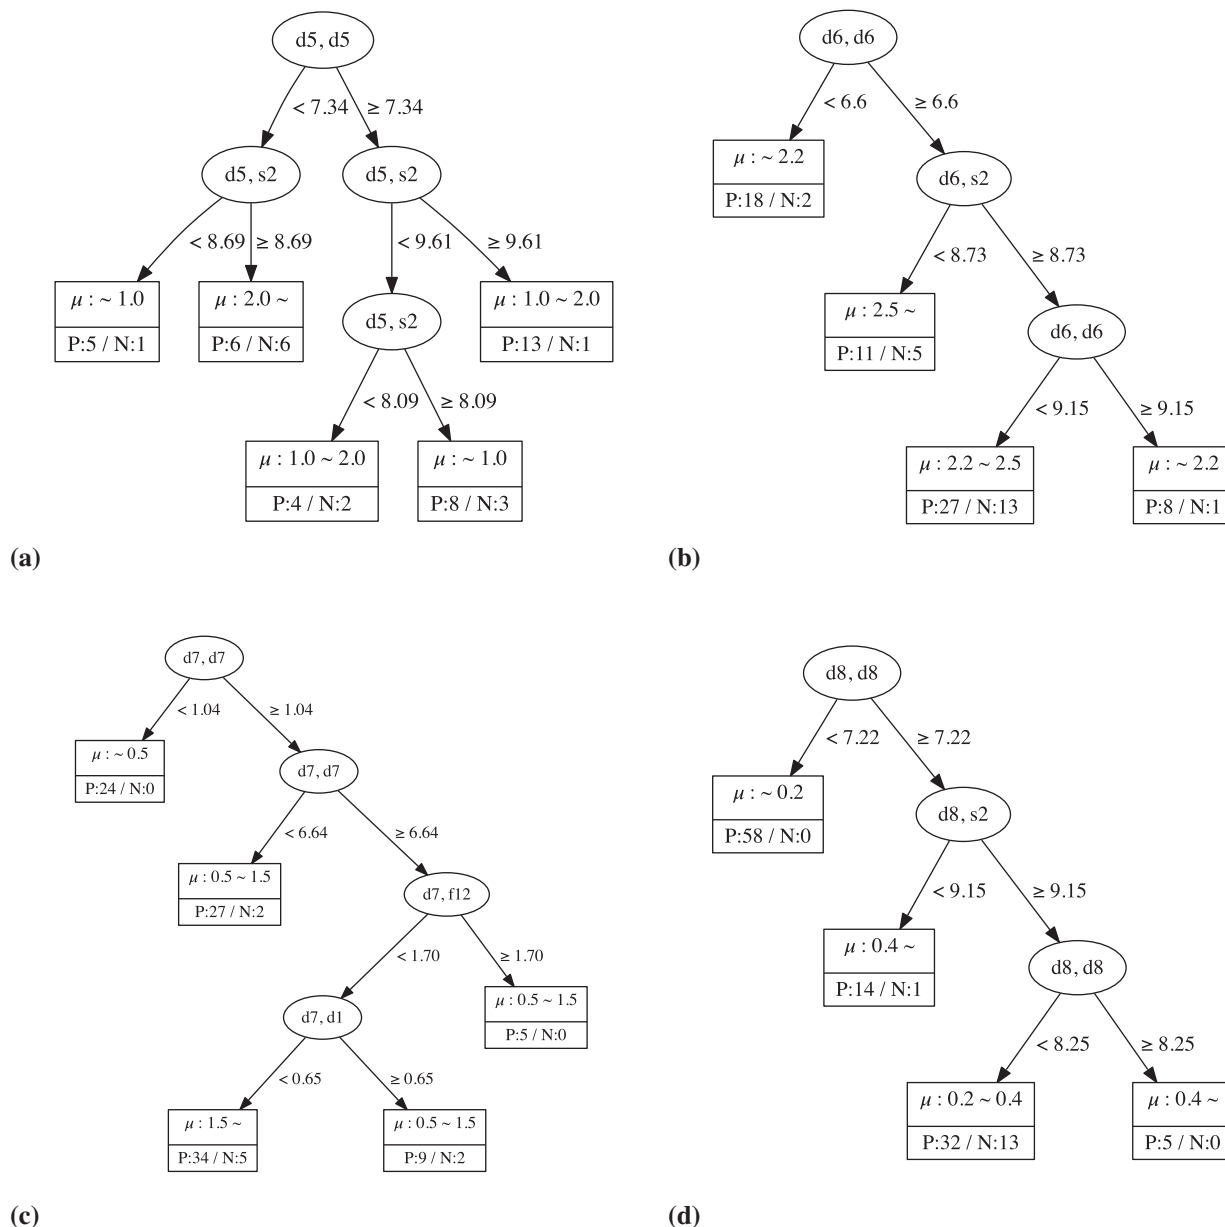 d5, d5
< 7.34 ≥ 7.34
d5, s2 d5, s2
< 8.69 ≥ 8.69 < 9.61 ≥ 9.61
μ : ~ 1.0 μ : 2.0 ~ d5, s2 μ : 1.0 ~ 2.0
P:5 / N:1 P:6 / N:6 P:13 / N:1
< 8.09 ≥ 8.09
μ : 1.0 ~ 2.0 μ : ~ 1.0
P:4 / N:2 P:8 / N:3
(a)
d6, d6
< 6.6 ≥ 6.6
μ : ~ 2.2 d6, s2
P:18 / N:2
< 8.73 ≥ 8.73
μ : 2.5 ~ d6, d6
P:11 / N:5
< 9.15 ≥ 9.15
μ : 2.2 ~ 2.5 μ : ~ 2.2
P:27 / N:13 P:8 / N:1
(b)
d7, d7
< 1.04 ≥ 1.04
μ : ~ 0.5 d7, d7
P:24 / N:0
< 6.64 ≥ 6.64
μ : 0.5 ~ 1.5 d7, f12
P:27 / N:2
< 1.70 ≥ 1.70
d7, d1 μ : 0.5 ~ 1.5
P:5 / N:0
< 0.65 ≥ 0.65
μ : 1.5 ~ μ : 0.5 ~ 1.5
P:34 / N:5 P:9 / N:2
(c)
d8, d8
< 7.22 ≥ 7.22
μ : ~ 0.2 d8, s2
P:58 / N:0
< 9.15 ≥ 9.15
μ : 0.4 ~ d8, d8
P:14 / N:1
< 8.25 ≥ 8.25
μ : 0.2 ~ 0.4 μ : 0.4 ~
P:32 / N:13 P:5 / N:0
(d)